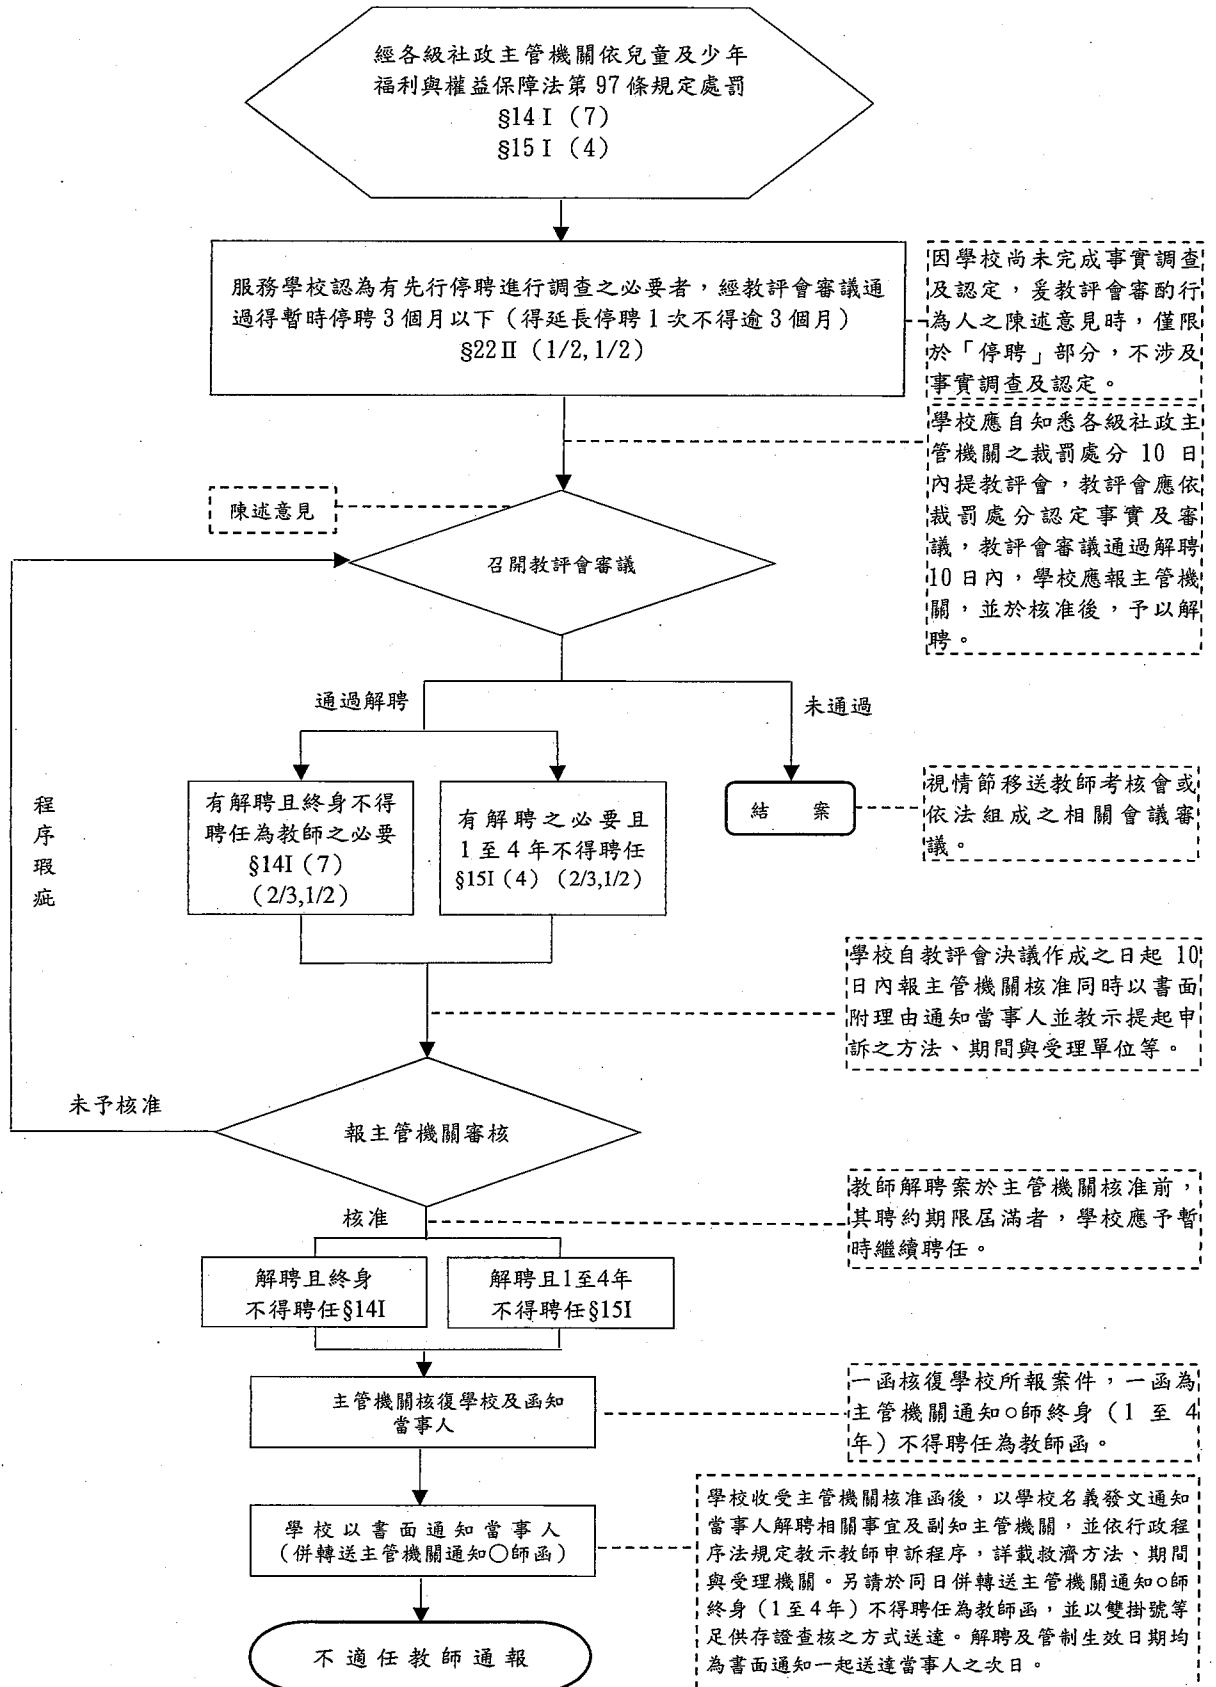 經各級社政主管機關依兒童及少年
福利與權益保障法第 97 條規定處罰
§14 I (7)
§15 I (4)
服務學校認為有先行停聘進行調查之必要者，經教評會審議通
過得暫時停聘 3 個月以下（得延長停聘 1 次不得逾 3 個月）
§22 II (1/2, 1/2)
因學校尚未完成事實調查
及認定，爰教評會審酌行
為人之陳述意見時，僅限
於「停聘」部分，不涉及
事實調查及認定。
學校應自知悉各級社政主
管機關之裁罰處分 10 日
內提教評會，教評會應依
裁罰處分認定事實及審
議，教評會審議通過解聘
10 日內，學校應報主管機
關，並於核准後，予以解
聘。
陳述意見
召開教評會審議
通過解聘
未通過
有解聘且終身不得
聘任為教師之必要
§14I (7)
(2/3,1/2)
有解聘之必要且
1 至 4 年不得聘任
§15I (4) (2/3,1/2)
結 案
視情節移送教師考核會或
依法組成之相關會議審
議。
程
序
瑕
疵
學校自教評會決議作成之日起 10
日內報主管機關核准同時以書面
附理由通知當事人並教示提起申
訴之方法、期間與受理單位等。
未予核准
報主管機關審核
核准
教師解聘案於主管機關核准前，
其聘約期限屆滿者，學校應予暫
時繼續聘任。
解聘且終身
不得聘任§14I
解聘且1至4年
不得聘任§15I
主管機關核復學校及函知
當事人
一函核復學校所報案件，一函為
主管機關通知○師終身（1 至 4
年）不得聘任為教師函。
學校以書面通知當事人
（併轉送主管機關通知○師函）
學校收受主管機關核准函後，以學校名義發文通知
當事人解聘相關事宜及副知主管機關，並依行政程
序法規定教示教師申訴程序，詳載救濟方法、期間
與受理機關。另請於同日併轉送主管機關通知○師
終身（1至4年）不得聘任為教師函，並以雙掛號等
足供存證查核之方式送達。解聘及管制生效日期均
為書面通知一起送達當事人之次日。
不適任教師通報